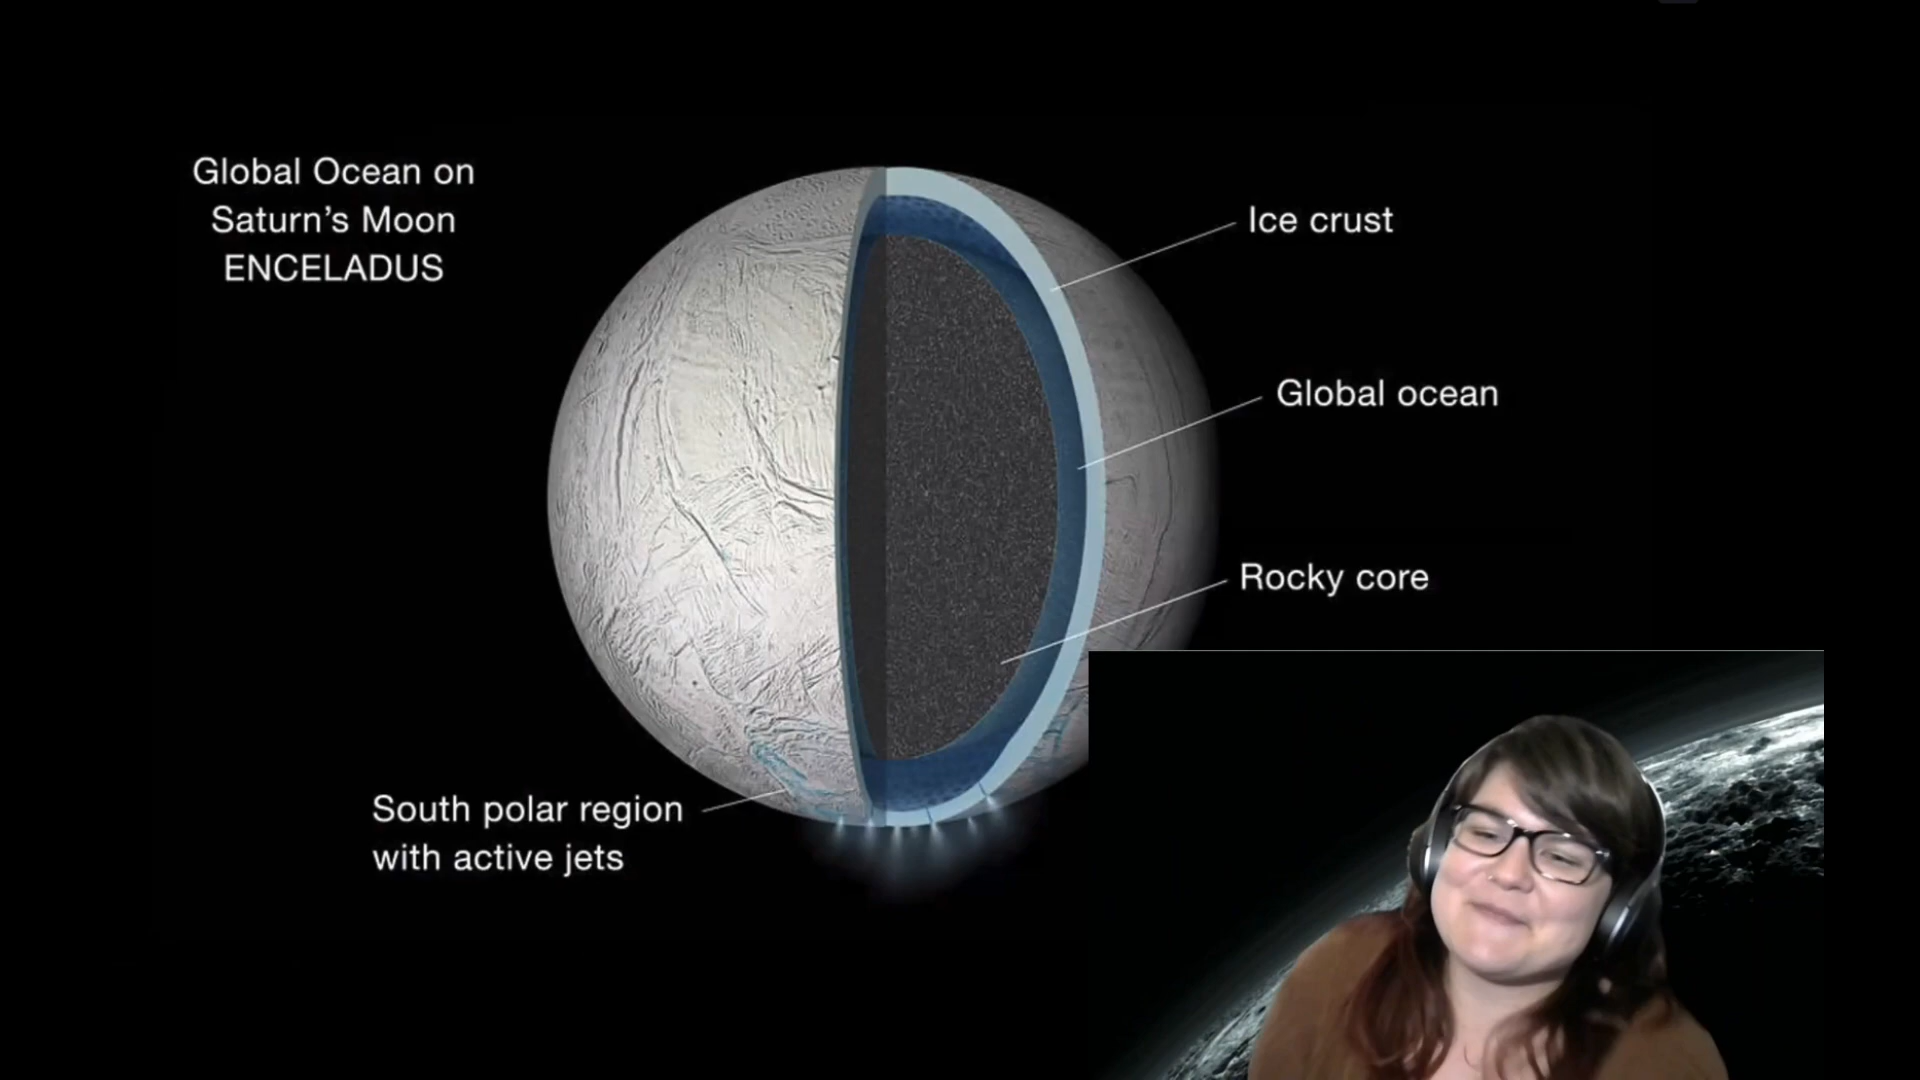 Global Ocean on
Saturn's Moon
ENCELADUS
Ice crust
Global ocean
Rocky core
South polar region
with active jets